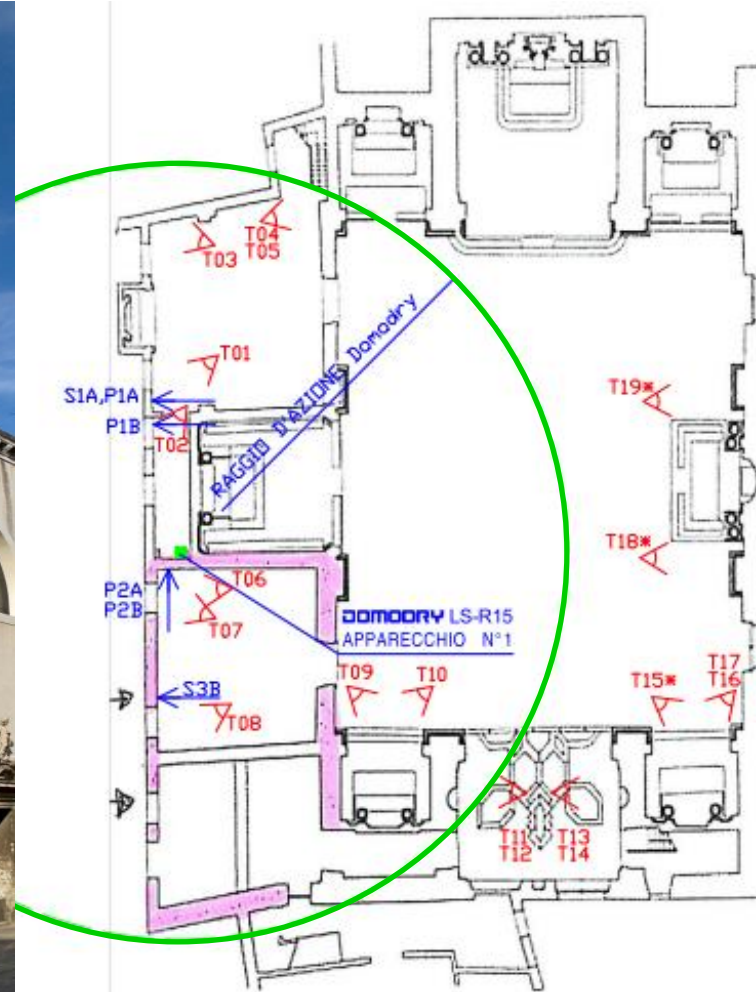 T04
T03 T05
T01
S1A,P1A
P1B
T02
RAGGIO D'AZIONE Domodry
T19*
T18*
P2A
P2B
T06
T07
DOMODRY LS-R15
APPARECCHIO N°1
S3B
T08
T09
T10
T15*
T17
T16
T11
T12
T13
T14